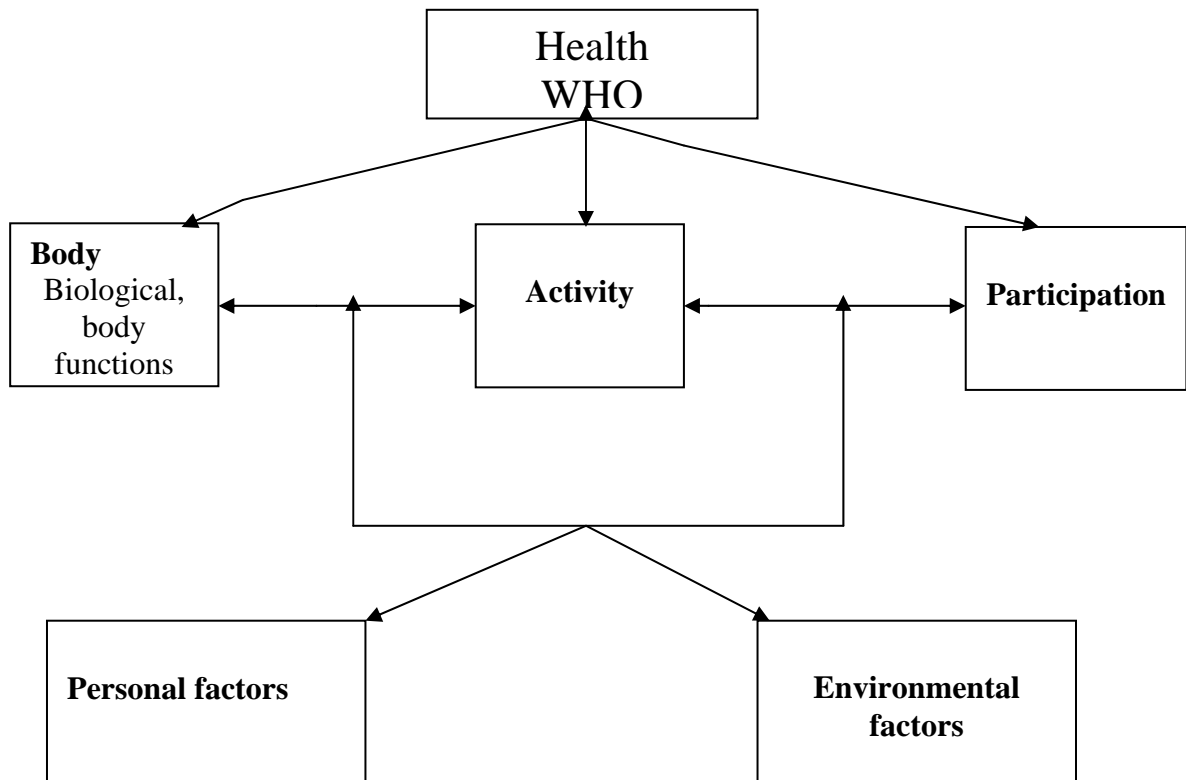 Health
WHO
Body
Biological,
body
functions
Activity
Participation
Personal factors
Environmental
factors